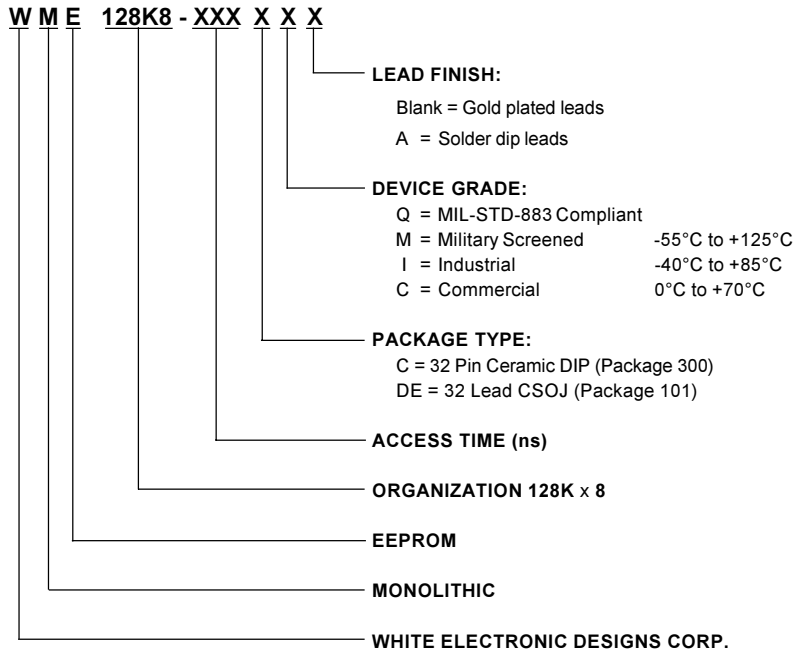 W M E 128K8 - XXX X X X
LEAD FINISH:
Blank = Gold plated leads
A = Solder dip leads
DEVICE GRADE:
Q = MIL-STD-883 Compliant
M = Military Screened -55°C to +125°C
I = Industrial -40°C to +85°C
C = Commercial 0°C to +70°C
PACKAGE TYPE:
C = 32 Pin Ceramic DIP (Package 300)
DE = 32 Lead CSOJ (Package 101)
ACCESS TIME (ns)
ORGANIZATION 128K x 8
EEPROM
MONOLITHIC
WHITE ELECTRONIC DESIGNS CORP.